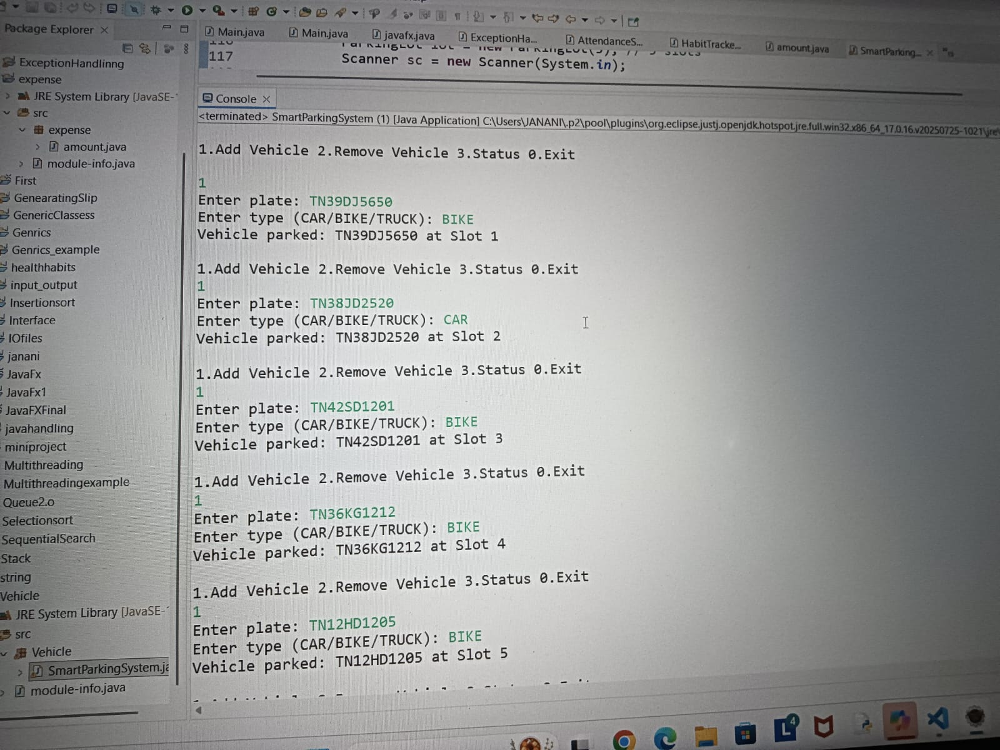 Package Explorer
ExceptionHandlinng
expense
JRE System Library [JavaSE-
src
expense
amount.java
module-info.java
First
GenearatingSlip
GenericClassess
Genrics
Genrics_example
healthhabits
input_output
Insertionsort
Interface
IOfiles
janani
JavaFx
JavaFx1
JavaFXFinal
javahandling
miniproject
Multithreading
Multithreadingexample
Queue2.o
Selectionsort
SequentialSearch
Stack
string
Vehicle
JRE System Library [JavaSE-
src
Vehicle
SmartParkingSystem.ja
module-info.java
Main.java Main.java javafx.java ExceptionHa... AttendanceS... HabitTracke... amount.java SmartParking...
117 Scanner sc = new Scanner(System.in);
Console
<terminated> SmartParkingSystem (1) [Java Application] C:\Users\JANANI\.p2\pool\plugins\org.eclipse.justj.openjdk.hotspot.jre.full.win32.x86_64_17.0.16.v20250725-1021\jre\
1.Add Vehicle 2.Remove Vehicle 3.Status 0.Exit
1
Enter plate: TN39DJ5650
Enter type (CAR/BIKE/TRUCK): BIKE
Vehicle parked: TN39DJ5650 at Slot 1
1.Add Vehicle 2.Remove Vehicle 3.Status 0.Exit
1
Enter plate: TN38JD2520
Enter type (CAR/BIKE/TRUCK): CAR
Vehicle parked: TN38JD2520 at Slot 2
1.Add Vehicle 2.Remove Vehicle 3.Status 0.Exit
1
Enter plate: TN42SD1201
Enter type (CAR/BIKE/TRUCK): BIKE
Vehicle parked: TN42SD1201 at Slot 3
1.Add Vehicle 2.Remove Vehicle 3.Status 0.Exit
1
Enter plate: TN36KG1212
Enter type (CAR/BIKE/TRUCK): BIKE
Vehicle parked: TN36KG1212 at Slot 4
1.Add Vehicle 2.Remove Vehicle 3.Status 0.Exit
1
Enter plate: TN12HD1205
Enter type (CAR/BIKE/TRUCK): BIKE
Vehicle parked: TN12HD1205 at Slot 5